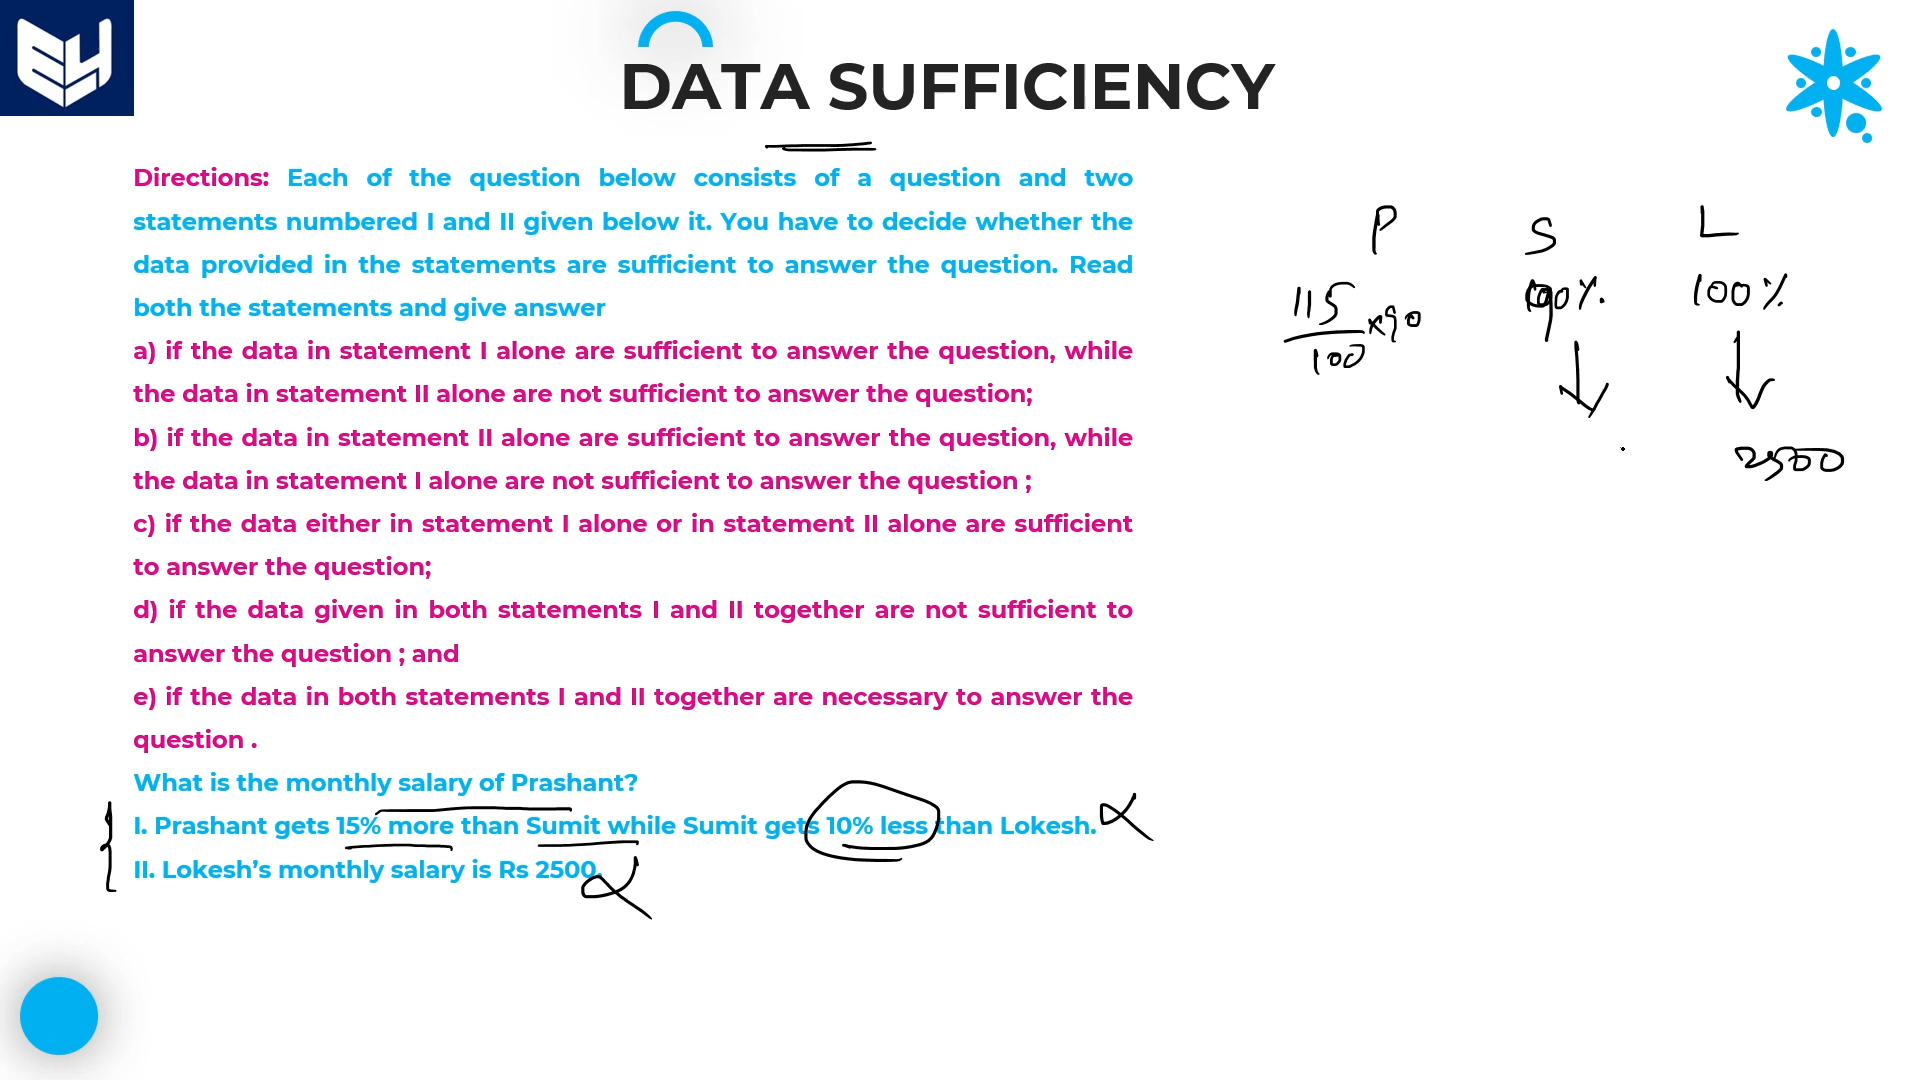 DATA SUFFICIENCY
Directions: Each of the question below consists of a question and two
statements numbered I and II given below it. You have to decide whether the
data provided in the statements are sufficient to answer the question. Read
both the statements and give answer
a) if the data in statement I alone are sufficient to answer the question, while
the data in statement II alone are not sufficient to answer the question;
b) if the data in statement II alone are sufficient to answer the question, while
the data in statement I alone are not sufficient to answer the question ;
c) if the data either in statement I alone or in statement II alone are sufficient
to answer the question;
d) if the data given in both statements I and II together are not sufficient to
answer the question ; and
e) if the data in both statements I and II together are necessary to answer the
question .
What is the monthly salary of Prashant?
I. Prashant gets 15% more than Sumit while Sumit gets 10% less than Lokesh.
II. Lokesh’s monthly salary is Rs 2500.
P S L
115 100%
100 x90
2500